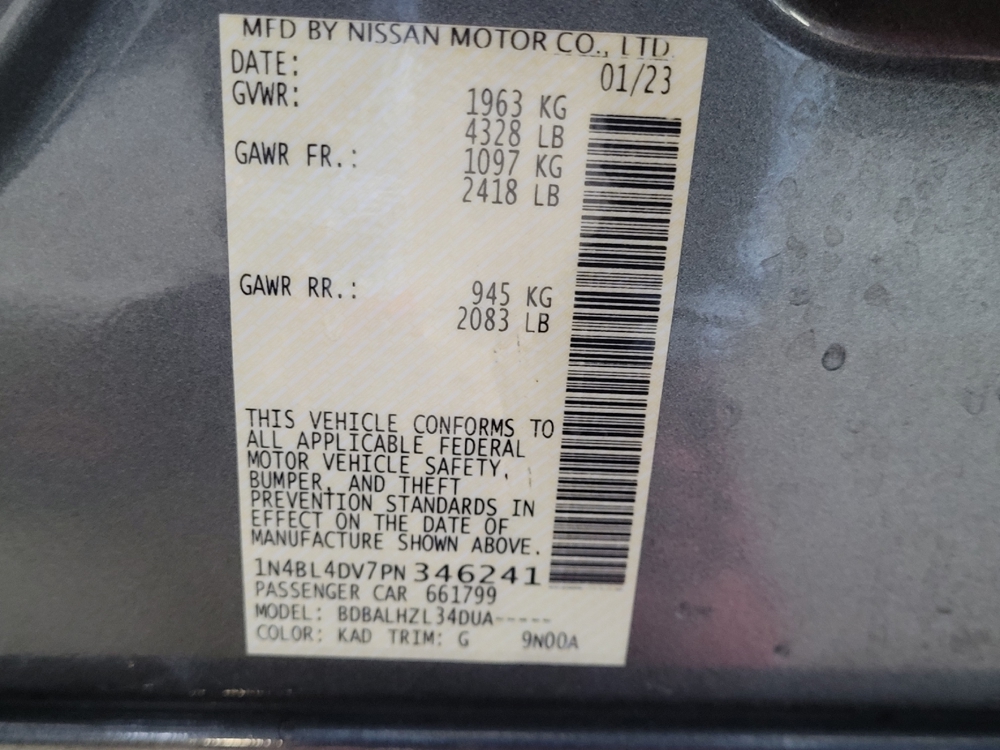 MFD BY NISSAN MOTOR CO., LTD.
DATE: 01/23
GVWR: 1963 KG
4328 LB
GAWR FR.: 1097 KG
2418 LB
GAWR RR.: 945 KG
2083 LB
THIS VEHICLE CONFORMS TO
ALL APPLICABLE FEDERAL
MOTOR VEHICLE SAFETY,
BUMPER, AND THEFT
PREVENTION STANDARDS IN
EFFECT ON THE DATE OF
MANUFACTURE SHOWN ABOVE.
1N4BL4DV7PN346241
PASSENGER CAR 661799
MODEL: BDBALHZL34DUA-----
COLOR: KAD TRIM: G 9N00A